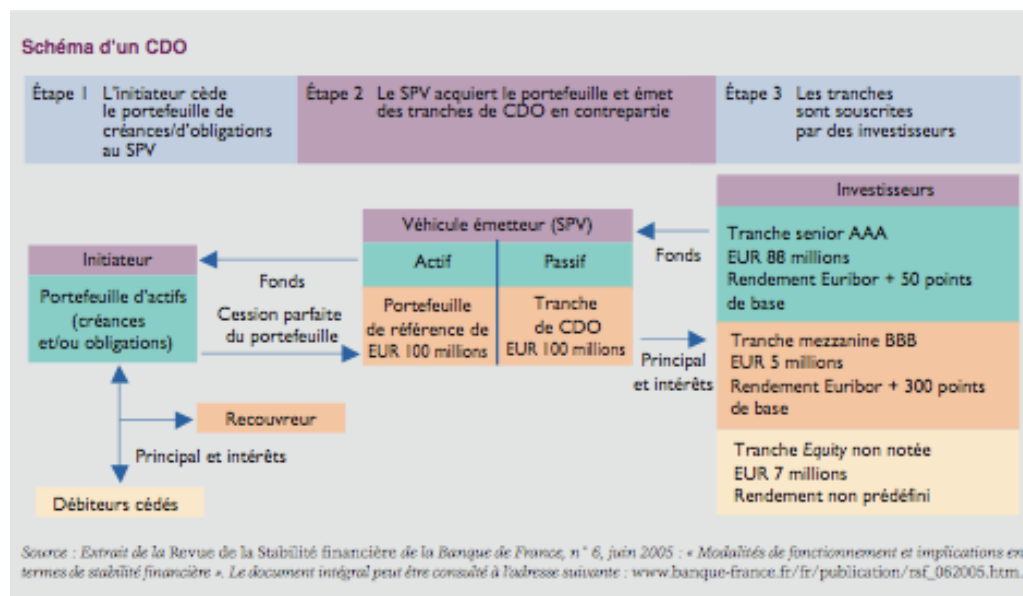 Schéma d'un CDO
Étape 1 L'initiateur cède
le portefeuille de
créances/d'obligations
au SPV
Étape 2 Le SPV acquiert le portefeuille et émet
des tranches de CDO en contrepartie
Étape 3 Les tranches
sont souscrites
par des investisseurs
Initiateur
Portefeuille d'actifs
(créances
et/ou obligations)
Fonds
Cession parfaite
du portefeuille
Véhicule émetteur (SPV)
Actif
Passif
Portefeuille
de référence de
EUR 100 millions
Tranche
de CDO
EUR 100 millions
Fonds
Principal
et intérêts
Investisseurs
Tranche senior AAA
EUR 88 millions
Rendement Euribor + 50 points
de base
Tranche mezzanine BBB
EUR 5 millions
Rendement Euribor + 300 points
de base
Tranche Equity non notée
EUR 7 millions
Rendement non prédéfini
Recouvreur
Principal et intérêts
Débiteurs cédés
Source : Extrait de la Revue de la Stabilité financière de la Banque de France, n° 6, juin 2005 : « Modalités de fonctionnement et implications en
termes de stabilité financière ». Le document intégral peut être consulté à l'adresse suivante : www.banque-france.fr/fr/publication/rsf_062005.htm.